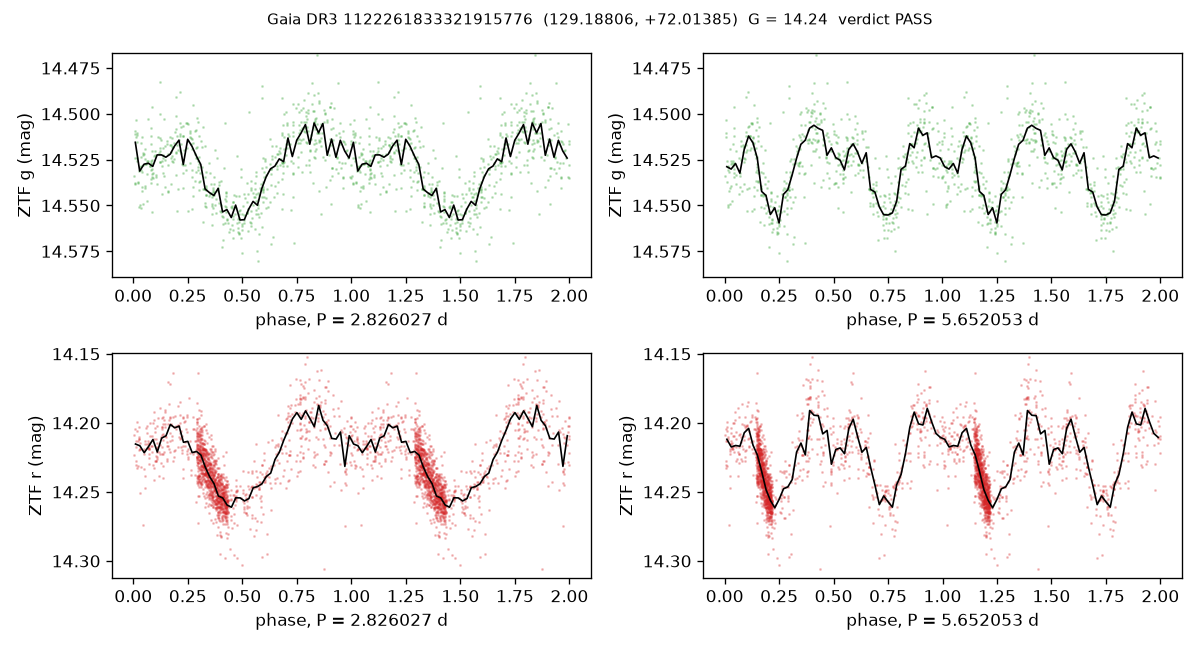 Gaia DR3 1122261833321915776  (129.18806, +72.01385)  G = 14.24  verdict PASS
ZTF g (mag)
14.475
14.500
14.525
14.550
14.575
0.00 0.25 0.50 0.75 1.00 1.25 1.50 1.75 2.00
phase, P = 2.826027 d
ZTF g (mag)
14.475
14.500
14.525
14.550
14.575
0.00 0.25 0.50 0.75 1.00 1.25 1.50 1.75 2.00
phase, P = 5.652053 d
ZTF r (mag)
14.15
14.20
14.25
14.30
0.00 0.25 0.50 0.75 1.00 1.25 1.50 1.75 2.00
phase, P = 2.826027 d
ZTF r (mag)
14.15
14.20
14.25
14.30
0.00 0.25 0.50 0.75 1.00 1.25 1.50 1.75 2.00
phase, P = 5.652053 d